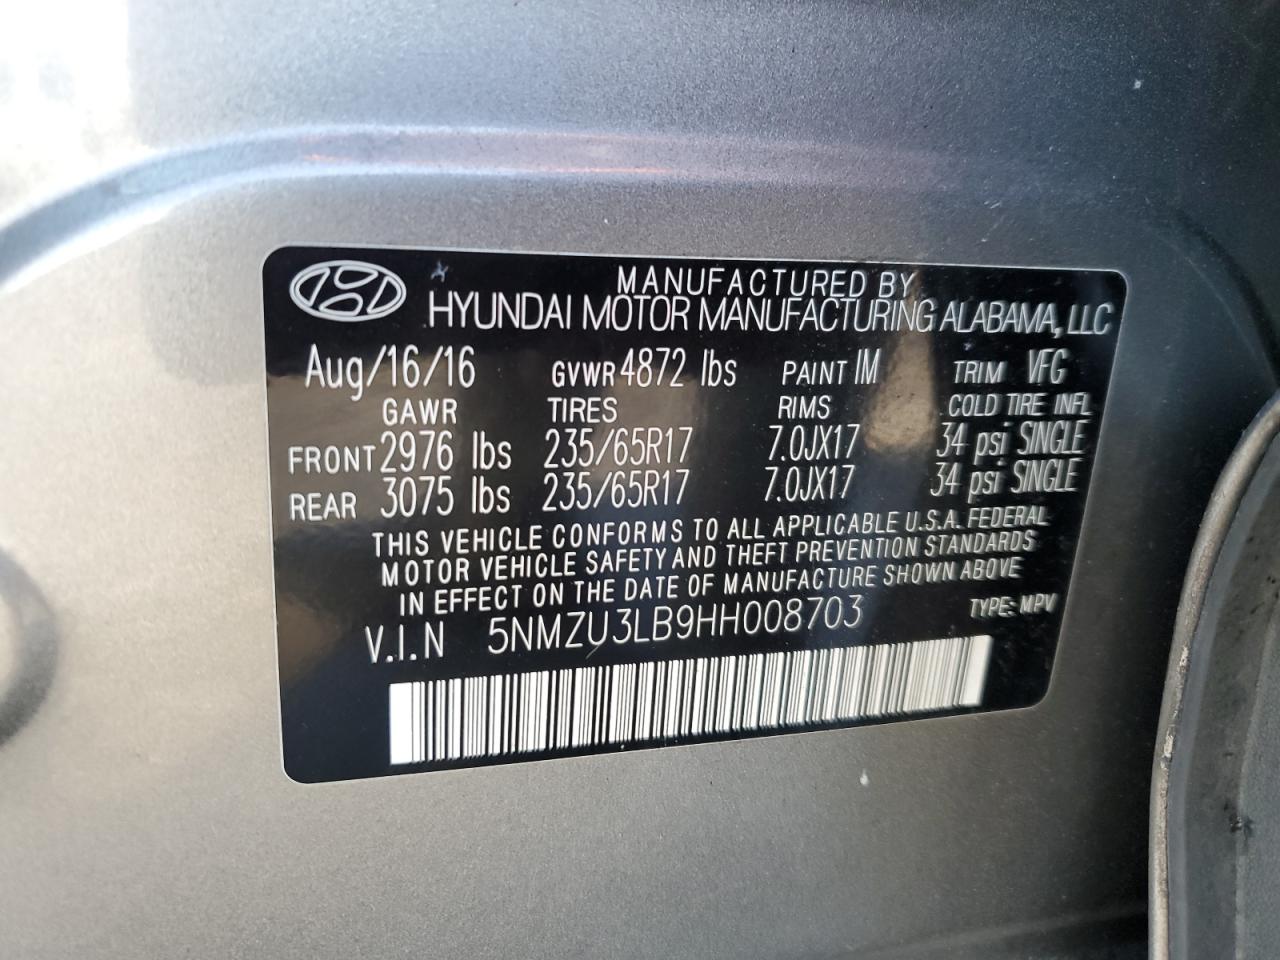 MANUFACTURED BY
HYUNDAI MOTOR MANUFACTURING ALABAMA, LLC
Aug/16/16 GVWR 4872 lbs PAINT IM TRIM VFG
GAWR TIRES RIMS COLD TIRE INFL
FRONT 2976 lbs 235/65R17 7.0JX17 34 psi SINGLE
REAR 3075 lbs 235/65R17 7.0JX17 34 psi SINGLE
THIS VEHICLE CONFORMS TO ALL APPLICABLE U.S.A. FEDERAL
MOTOR VEHICLE SAFETY AND THEFT PREVENTION STANDARDS
IN EFFECT ON THE DATE OF MANUFACTURE SHOWN ABOVE
V.I.N 5NMZU3LB9HH008703 TYPE: MPV